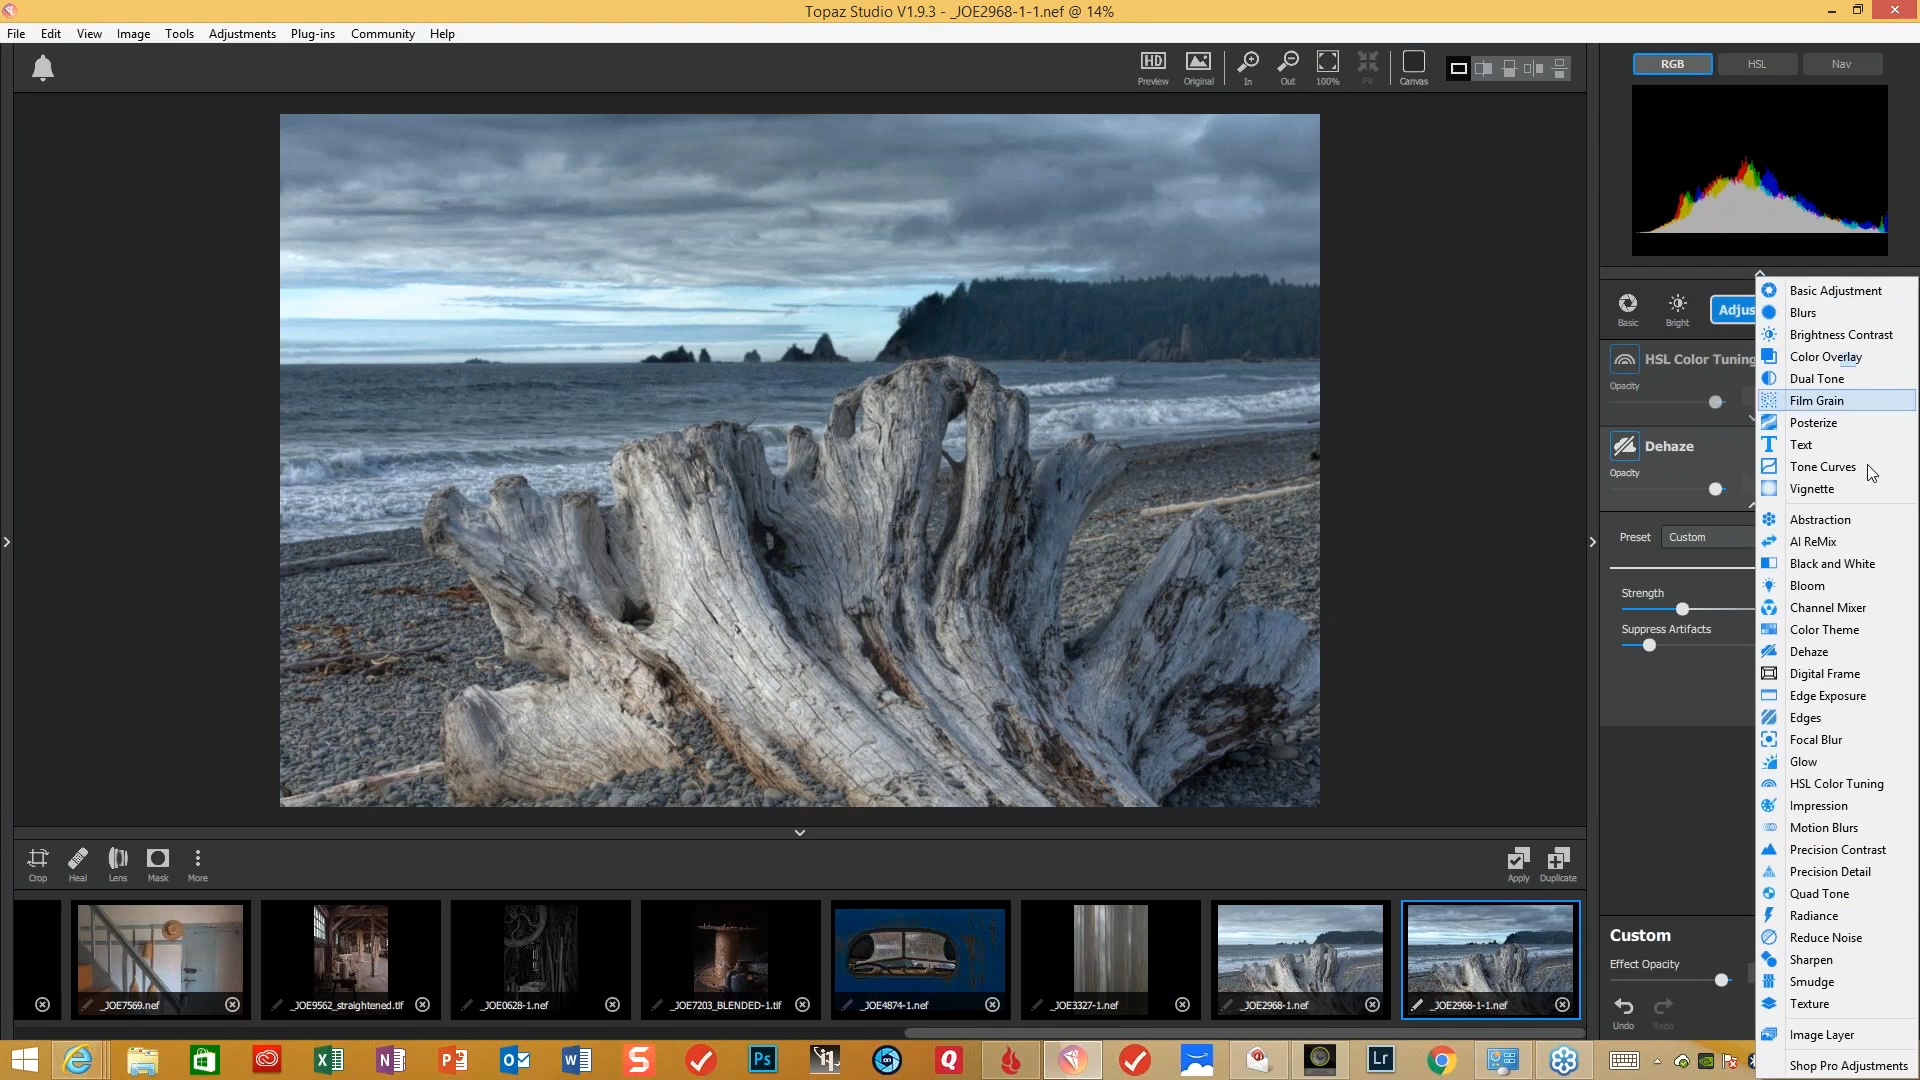 Topaz Studio V1.9.3 - _JOE2968-1-1.nef @ 14%
File Edit View Image Tools Adjustments Plug-ins Community Help
HD
Preview Original In Out 100% Fit Canvas
RGB HSL Nav
Basic Bright Adjus
HSL Color Tuning
Opacity
Dehaze
Opacity
Preset Custom
Strength
Suppress Artifacts
Basic Adjustment
Blurs
Brightness Contrast
Color Overlay
Dual Tone
Film Grain
Posterize
Text
Tone Curves
Vignette
Abstraction
AI ReMix
Black and White
Bloom
Channel Mixer
Color Theme
Dehaze
Digital Frame
Edge Exposure
Edges
Focal Blur
Glow
HSL Color Tuning
Impression
Motion Blurs
Precision Contrast
Precision Detail
Quad Tone
Radiance
Reduce Noise
Sharpen
Smudge
Texture
Image Layer
Shop Pro Adjustments
Custom
Effect Opacity
Undo Redo
Crop Heal Lens Mask More
Apply Duplicate
_JOE7569.nef
_JOE9562_straightened.tif
_JOE0628-1.nef
_JOE7203_BLENDED-1.tif
_JOE4874-1.nef
_JOE3327-1.nef
_JOE2968-1.nef
_JOE2968-1-1.nef
Ps
Lr